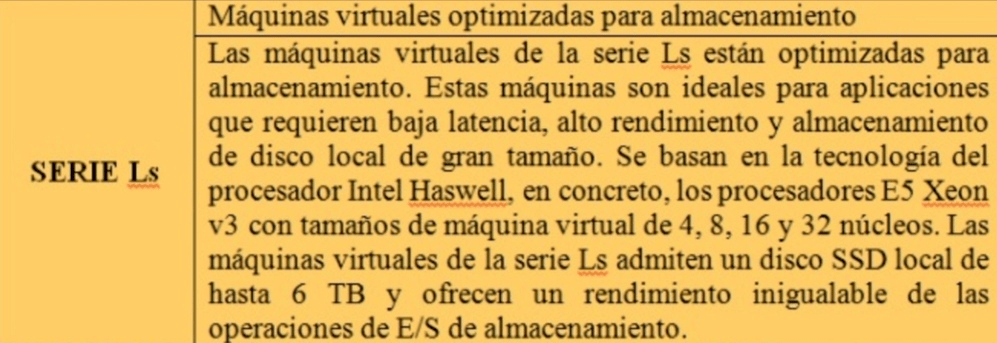 Máquinas virtuales optimizadas para almacenamiento
SERIE Ls
Las máquinas virtuales de la serie Ls están optimizadas para
almacenamiento. Estas máquinas son ideales para aplicaciones
que requieren baja latencia, alto rendimiento y almacenamiento
de disco local de gran tamaño. Se basan en la tecnología del
procesador Intel Haswell, en concreto, los procesadores E5 Xeon
v3 con tamaños de máquina virtual de 4, 8, 16 y 32 núcleos. Las
máquinas virtuales de la serie Ls admiten un disco SSD local de
hasta 6 TB y ofrecen un rendimiento inigualable de las
operaciones de E/S de almacenamiento.